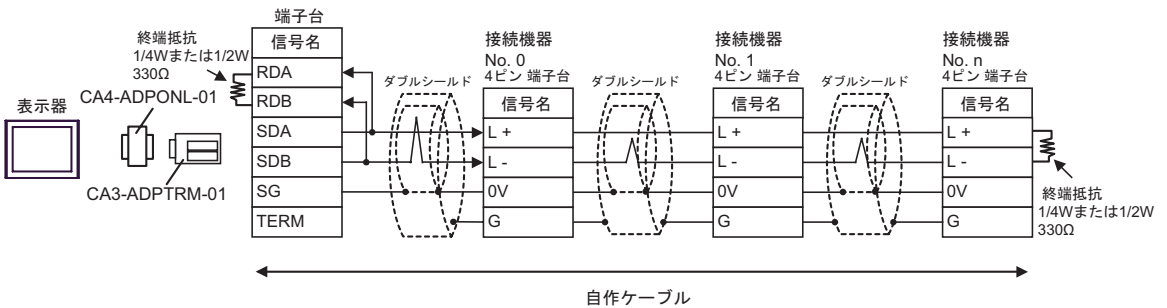 端子台
信号名
RDA
RDB
SDA
SDB
SG
TERM
終端抵抗
1/4Wまたは1/2W
330Ω
表示器
CA4-ADPONL-01
CA3-ADPTRM-01
ダブルシールド
接続機器
No. 0
4ピン 端子台
信号名
L +
L -
0V
G
ダブルシールド
接続機器
No. 1
4ピン 端子台
信号名
L +
L -
0V
G
ダブルシールド
接続機器
No. n
4ピン 端子台
信号名
L +
L -
0V
G
終端抵抗
1/4Wまたは1/2W
330Ω
自作ケーブル